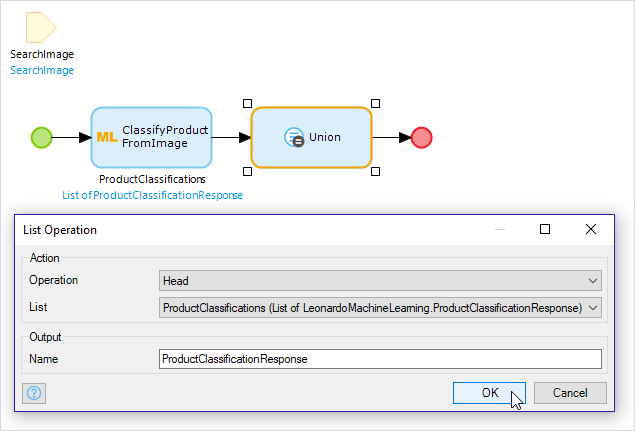 SearchImage
SearchImage
ML ClassifyProduct
FromImage
Union
ProductClassifications
List of ProductClassificationResponse
List Operation
Action
Operation
Head
List
ProductClassifications (List of LeonardoMachineLearning.ProductClassificationResponse)
Output
Name
ProductClassificationResponse
?
OK
Cancel